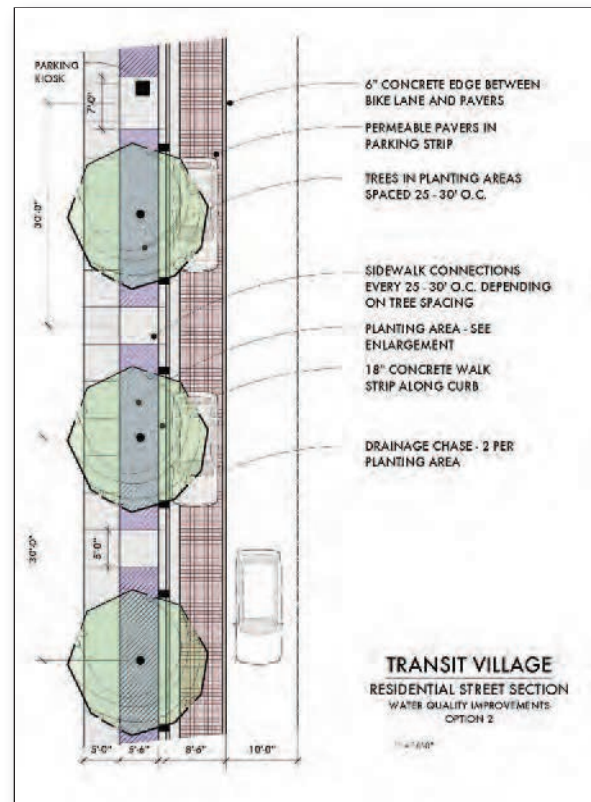 PARKING
KIOSK
7'-0"
30'-0"
30'-0"
5'-0"
5'-6"
8'-6"
10'-0"
6" CONCRETE EDGE BETWEEN
BIKE LANE AND PAVERS
PERMEABLE PAVERS IN
PARKING STRIP
TREES IN PLANTING AREAS
SPACED 25 - 30' O.C.
SIDEWALK CONNECTIONS
EVERY 25 - 30' O.C. DEPENDING
ON TREE SPACING
PLANTING AREA - SEE
ENLARGEMENT
18" CONCRETE WALK
STRIP ALONG CURB
DRAINAGE CHASE - 2 PER
PLANTING AREA
TRANSIT VILLAGE
RESIDENTIAL STREET SECTION
WATER QUALITY IMPROVEMENTS
OPTION 2